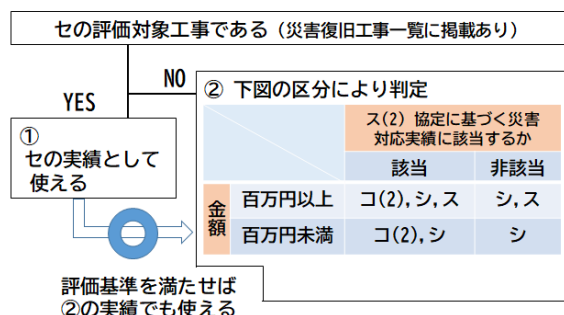 セの評価対象工事である（災害復旧工事一覧に掲載あり）
NO
YES
①
セの実績として
使える
② 下図の区分により判定
ス(2) 協定に基づく災害
対応実績に該当するか
該当
非該当
金額
百万円以上
コ(2),シ,ス
シ,ス
百万円未満
コ(2),シ
シ
評価基準を満たせば
②の実績でも使える